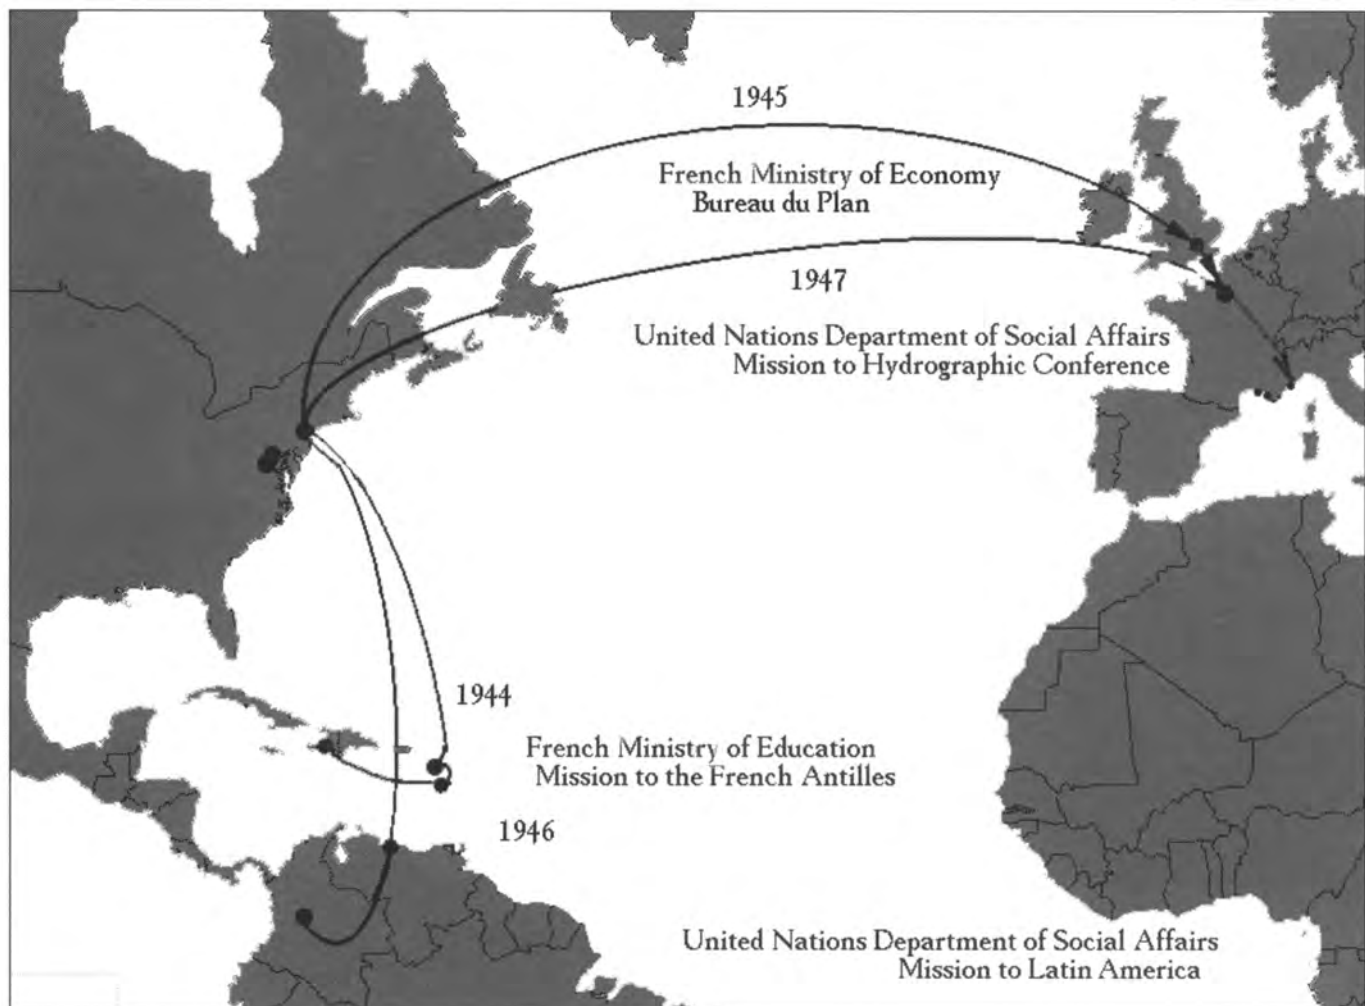 1945
French Ministry of Economy
Bureau du Plan
1947
United Nations Department of Social Affairs
Mission to Hydrographic Conference
1944
French Ministry of Education
Mission to the French Antilles
1946
United Nations Department of Social Affairs
Mission to Latin America